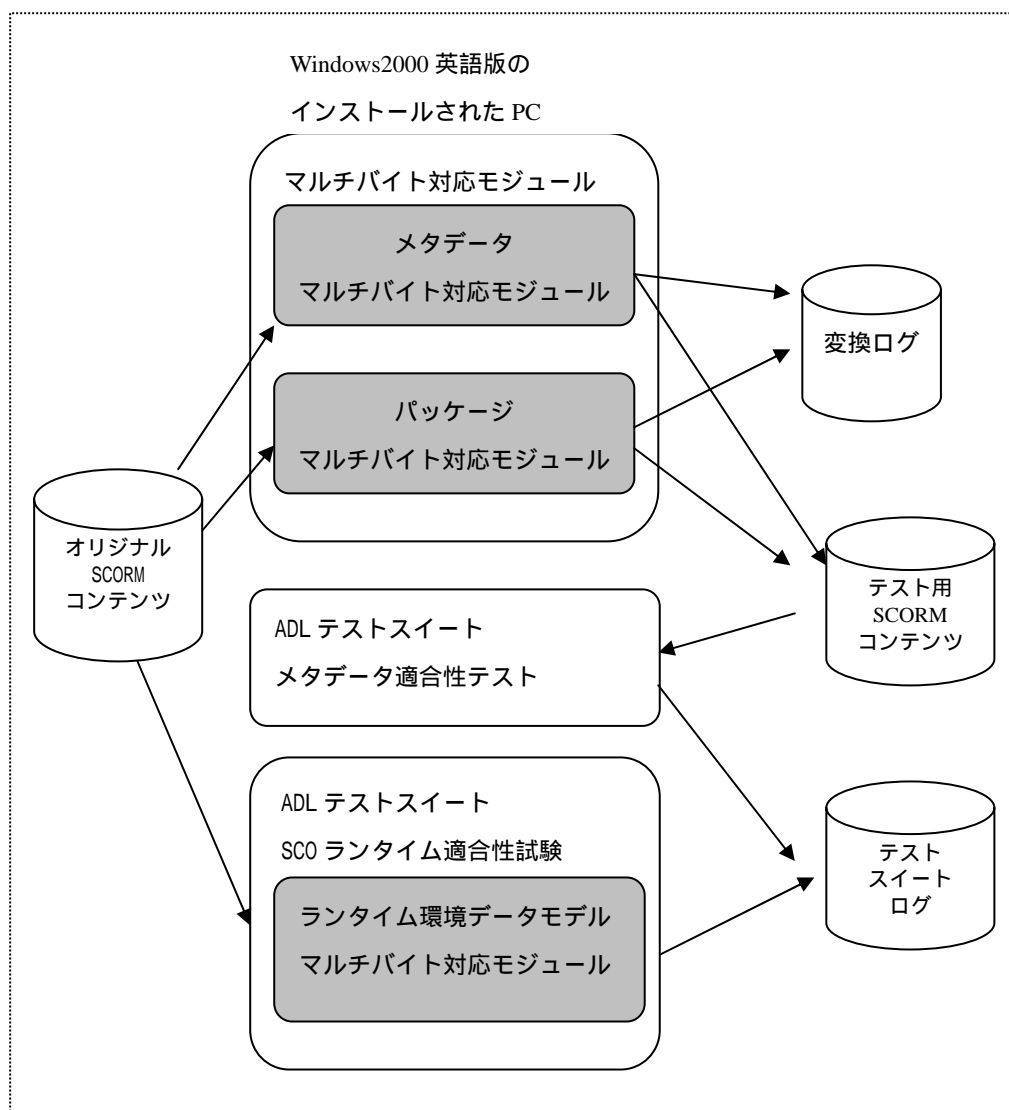 Windows2000 英語版の
インストールされた PC
マルチバイト対応モジュール
メタデータ
マルチバイト対応モジュール
変換ログ
パッケージ
マルチバイト対応モジュール
オリジナル
SCORM
コンテンツ
テスト用
SCORM
コンテンツ
ADL テストスイート
メタデータ適合性テスト
ADL テストスイート
SCO ランタイム適合性試験
ランタイム環境データモデル
マルチバイト対応モジュール
テスト
スイート
ログ